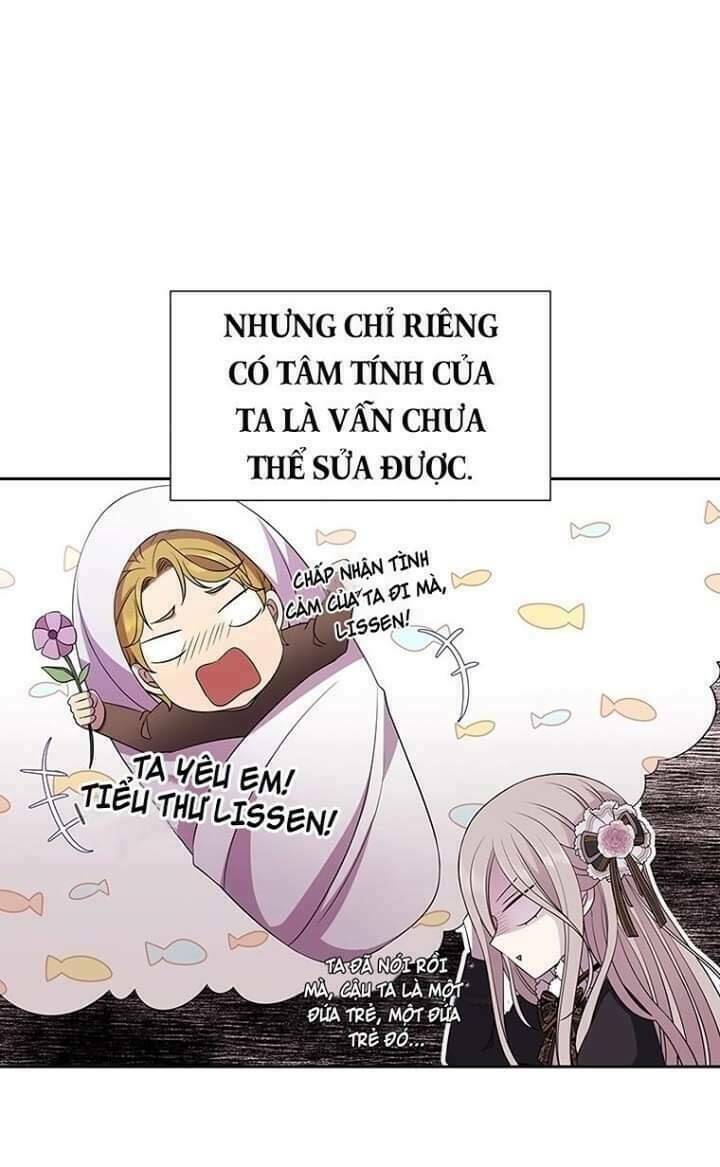 NHƯNG CHỈ RIÊNG
CÓ TÂM TÍNH CỦA
TA LÀ VẪN CHƯA
THỂ SỬA ĐƯỢC.
CHẤP NHẬN TÌNH
CẢM CỦA TA ĐI MÀ,
LISSEN!
TA YÊU EM!
TIỂU THƯ LISSEN!
TA ĐÃ NÓI RỒI
MÀ, CẬU TA LÀ MỘT
ĐỨA TRẺ, MỘT ĐỨA
TRẺ ĐÓ...